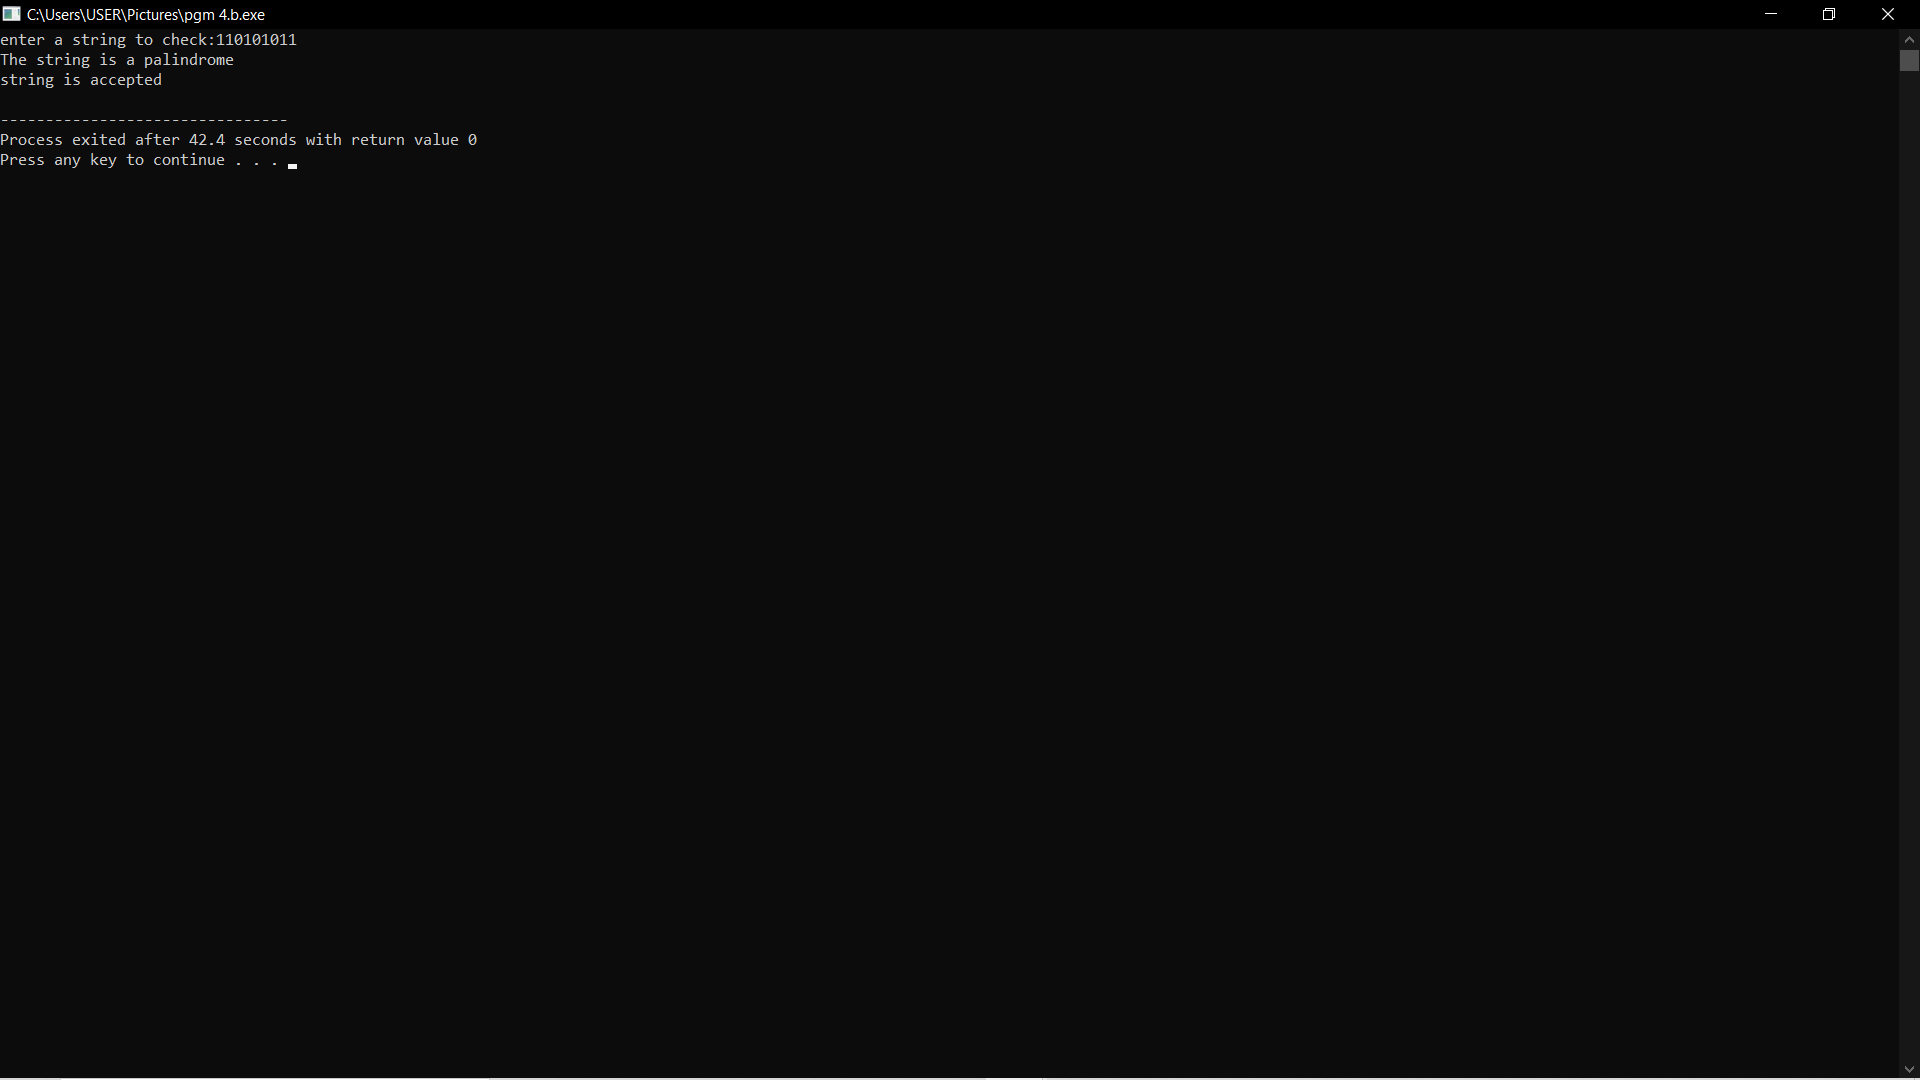 C:\Users\USER\Pictures\pgm 4.b.exe
enter a string to check:110101011
The string is a palindrome
string is accepted
--------------------------------
Process exited after 42.4 seconds with return value 0
Press any key to continue . . .